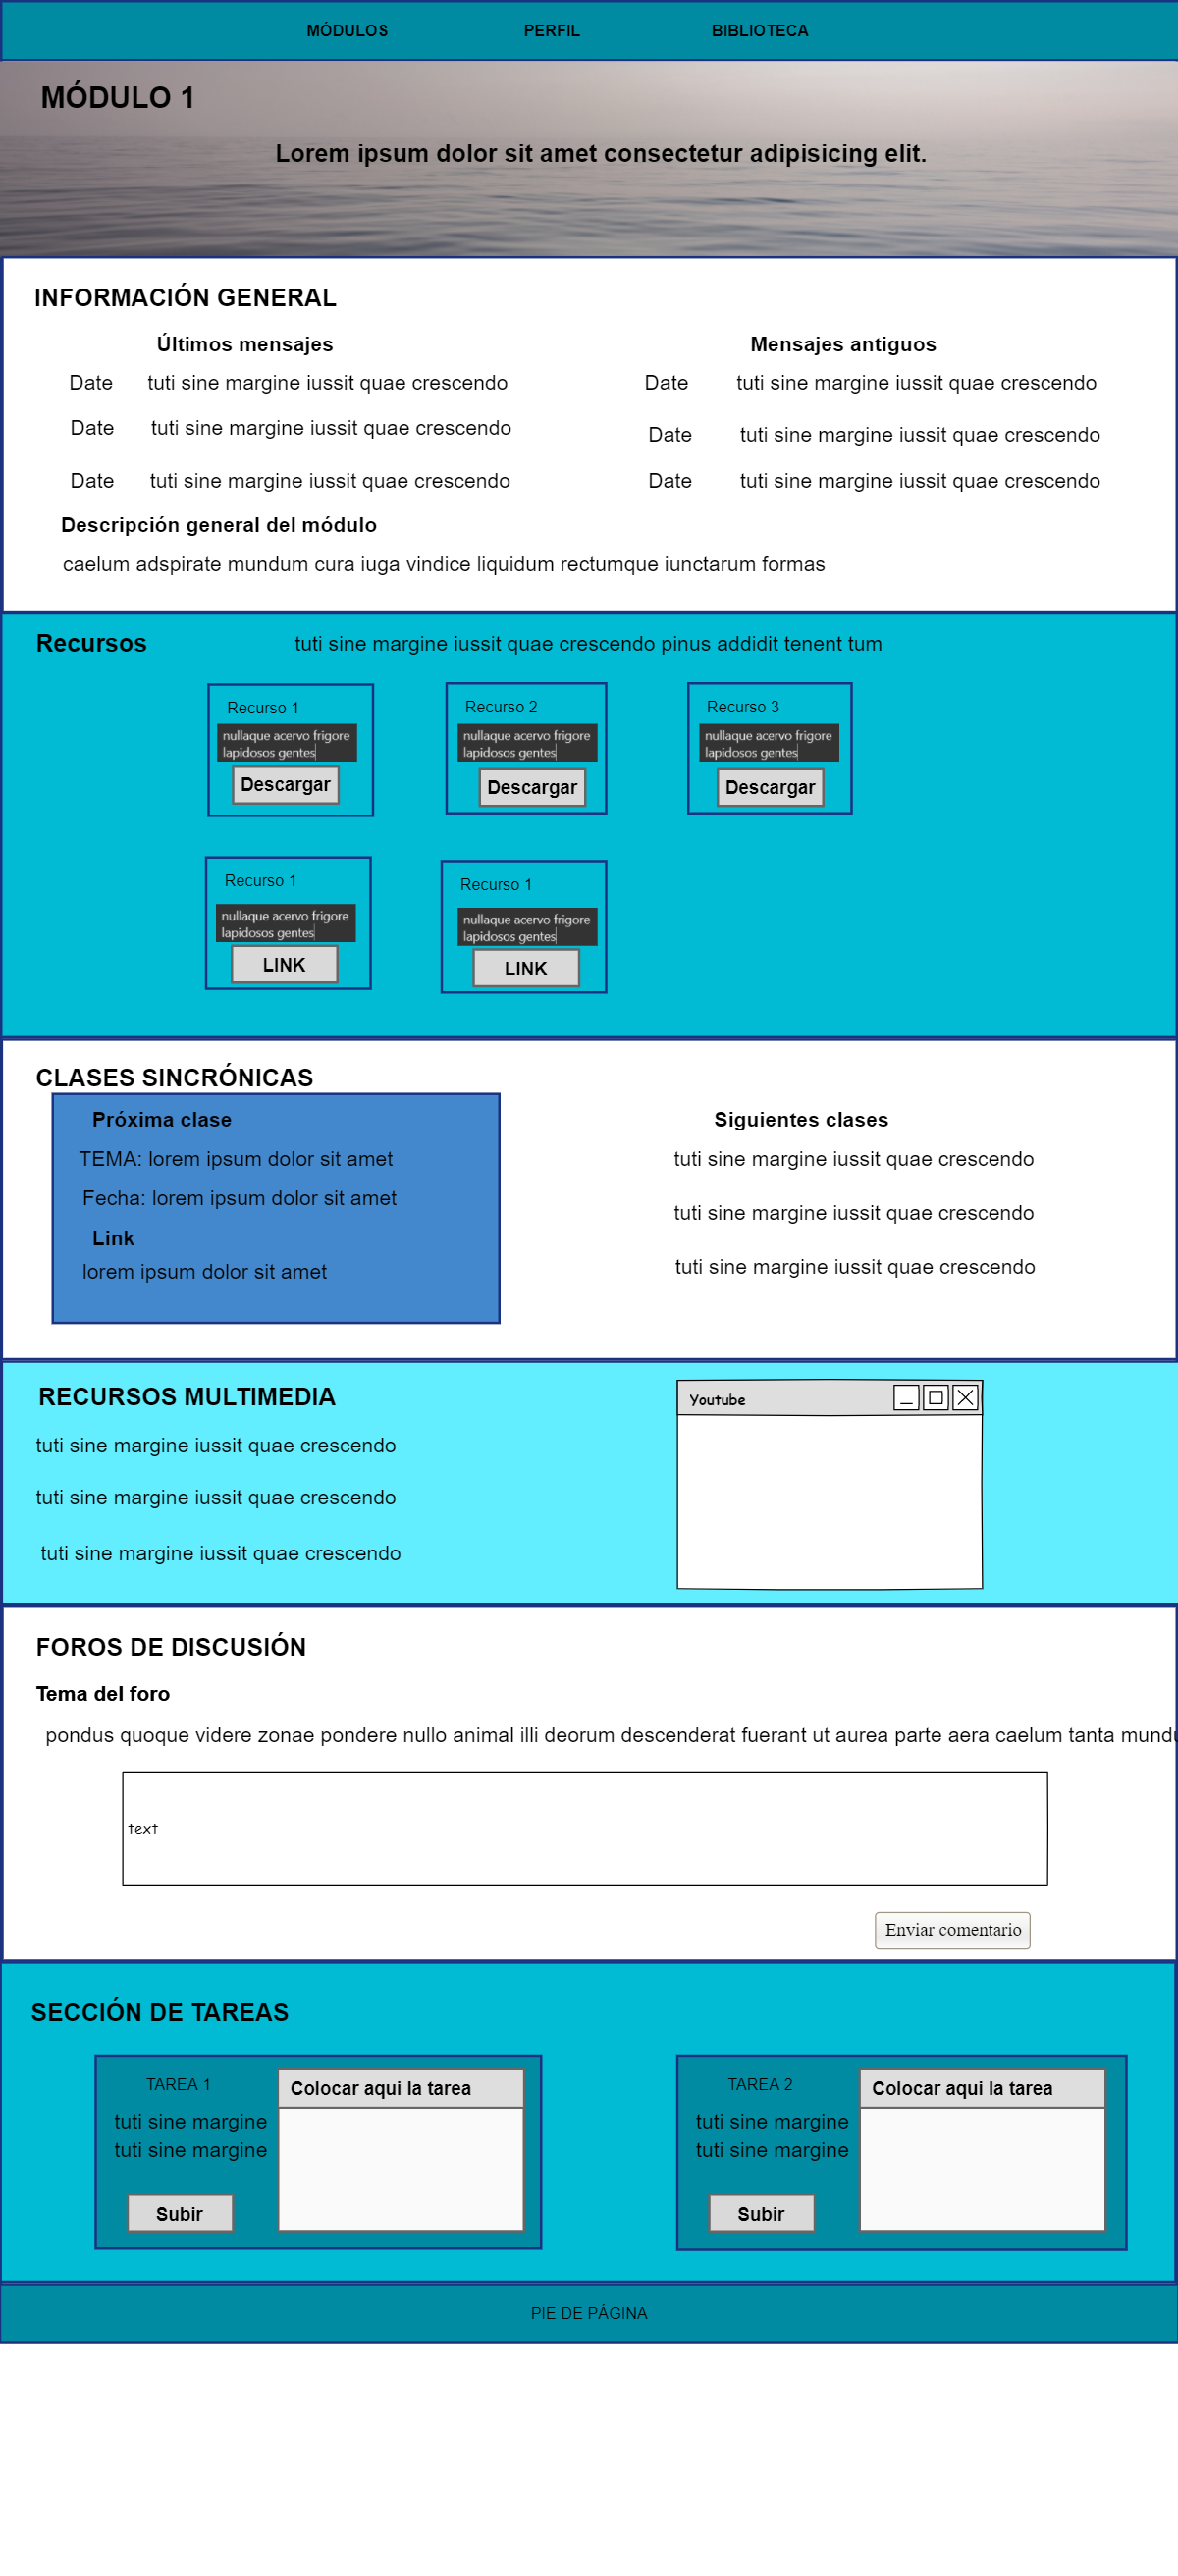 MÓDULOS PERFIL BIBLIOTECA
MÓDULO 1
Lorem ipsum dolor sit amet consectetur adipisicing elit.
INFORMACIÓN GENERAL
Últimos mensajes
Date tuti sine margine iussit quae crescendo
Date tuti sine margine iussit quae crescendo
Date tuti sine margine iussit quae crescendo
Mensajes antiguos
Date tuti sine margine iussit quae crescendo
Date tuti sine margine iussit quae crescendo
Date tuti sine margine iussit quae crescendo
Descripción general del módulo
caelum adspirate mundum cura iuga vindice liquidum rectumque iunctarum formas
Recursos
tuti sine margine iussit quae crescendo pinus addidit tenent tum
Recurso 1
nullaque acervo frigore
lapidosos gentes
Descargar
Recurso 2
nullaque acervo frigore
lapidosos gentes
Descargar
Recurso 3
nullaque acervo frigore
lapidosos gentes
Descargar
Recurso 1
nullaque acervo frigore
lapidosos gentes
LINK
Recurso 1
nullaque acervo frigore
lapidosos gentes
LINK
CLASES SINCRÓNICAS
Próxima clase
TEMA: lorem ipsum dolor sit amet
Fecha: lorem ipsum dolor sit amet
Link
lorem ipsum dolor sit amet
Siguientes clases
tuti sine margine iussit quae crescendo
tuti sine margine iussit quae crescendo
tuti sine margine iussit quae crescendo
RECURSOS MULTIMEDIA
tuti sine margine iussit quae crescendo
tuti sine margine iussit quae crescendo
tuti sine margine iussit quae crescendo
Youtube
FOROS DE DISCUSIÓN
Tema del foro
pondus quoque videre zonae pondere nullo animal illi deorum descenderat fuerant ut aurea parte aera caelum tanta
text
Enviar comentario
SECCIÓN DE TAREAS
TAREA 1
tuti sine margine
tuti sine margine
Subir
Colocar aqui la tarea
TAREA 2
tuti sine margine
tuti sine margine
Subir
Colocar aqui la tarea
PIE DE PÁGINA